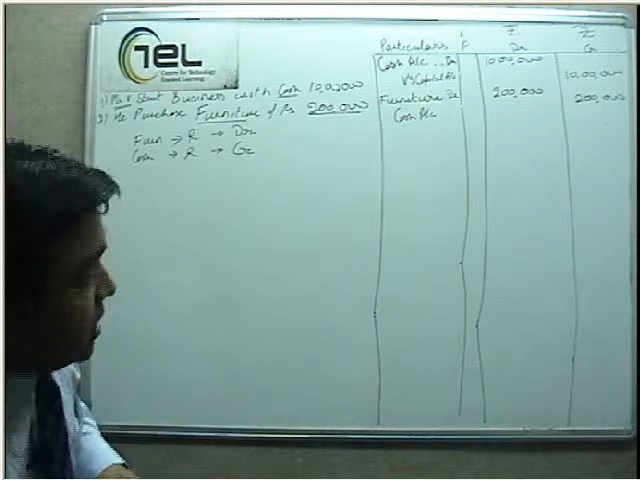 TEL
Centre for Technology
Enabled Learning
1) Mr X Start Business with Cash 10,00,000
2) He Purchase Furniture of Rs 200,000
Furn → R → Dr
Cash → R → Cr
Particulars F Dr Cr
Cash A/c .. Dr 1000,000
To Capital A/c 10,00,000
Furniture Dr 200,000 200,000
Cash A/c